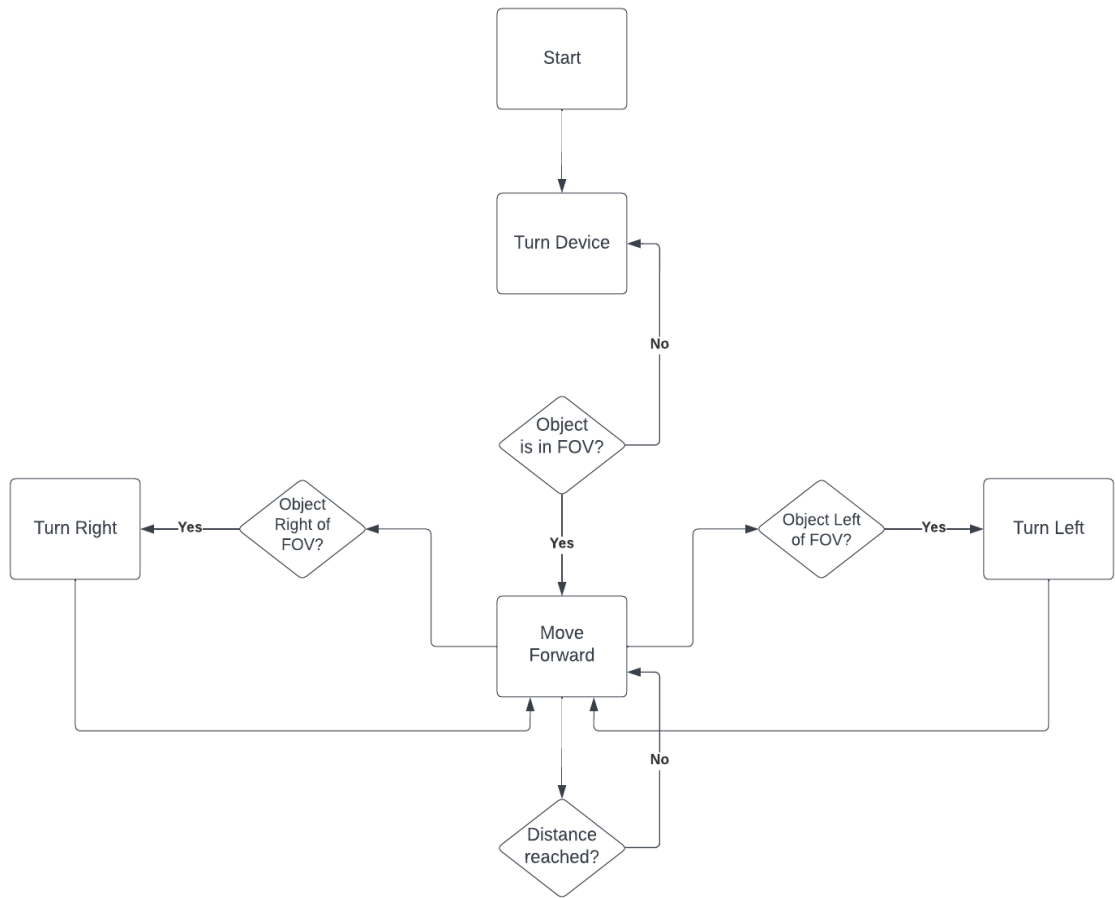 Start
Turn Device
No
Object
is in FOV?
Turn Right
Yes
Object
Right of
FOV?
Yes
Object Left
of FOV?
Yes
Turn Left
Move
Forward
No
Distance
reached?